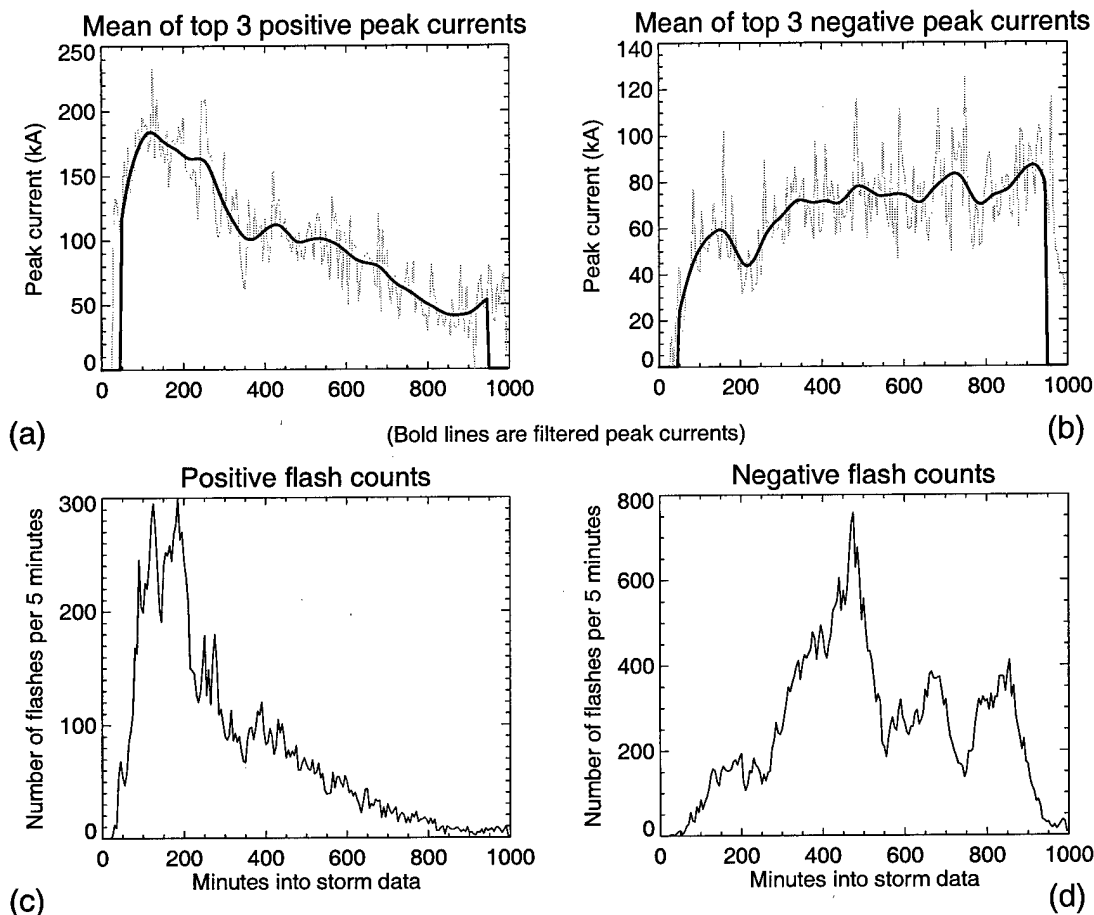 Mean of top 3 positive peak currents
250
200
150
100
50
0
Peak current (kA)
0 200 400 600 800 1000
(a)
Mean of top 3 negative peak currents
140
120
100
80
60
40
20
0
Peak current (kA)
0 200 400 600 800 1000
(b)
(Bold lines are filtered peak currents)
Positive flash counts
300
200
100
0
Number of flashes per 5 minutes
0 200 400 600 800 1000
Minutes into storm data
(c)
Negative flash counts
800
600
400
200
0
Number of flashes per 5 minutes
0 200 400 600 800 1000
Minutes into storm data
(d)